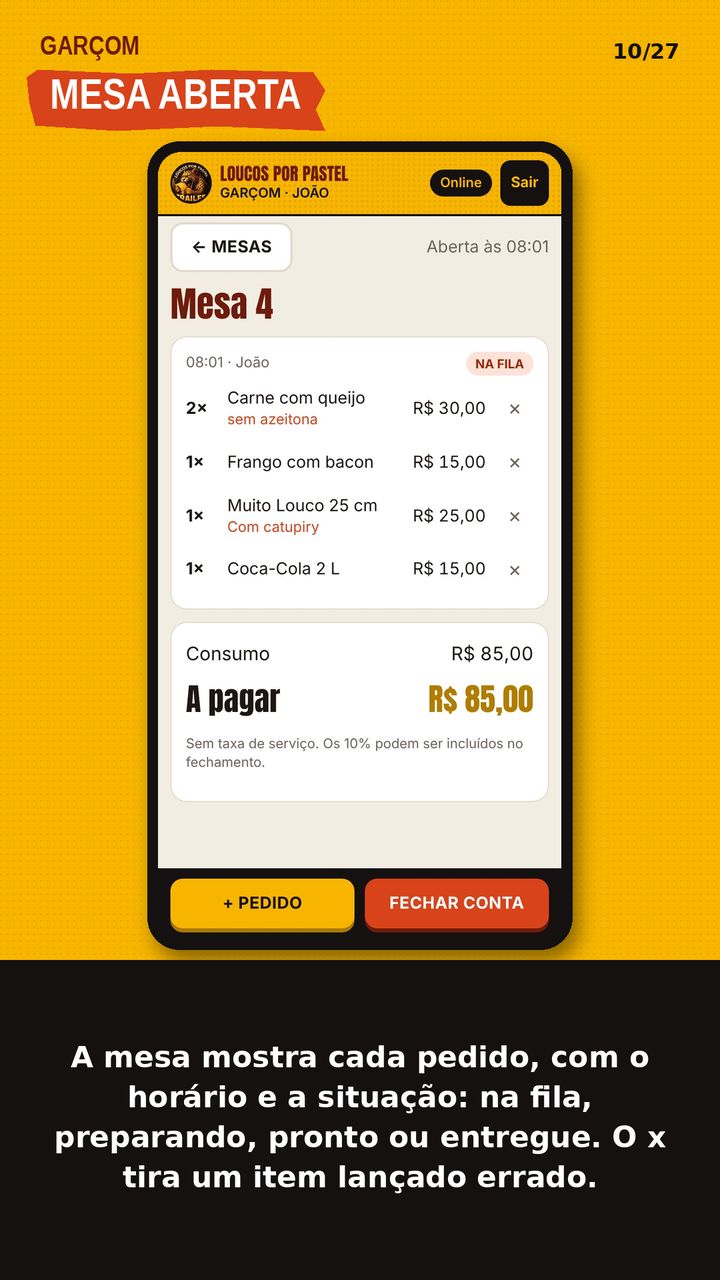 GARÇOM
10/27
MESA ABERTA
LOUCOS POR PASTEL
GARÇOM · JOÃO
Online
Sair
← MESAS
Aberta às 08:01
Mesa 4
08:01 · João
NA FILA
2× Carne com queijo R$ 30,00 ×
sem azeitona
1× Frango com bacon R$ 15,00 ×
1× Muito Louco 25 cm R$ 25,00 ×
Com catupiry
1× Coca-Cola 2 L R$ 15,00 ×
Consumo R$ 85,00
A pagar R$ 85,00
Sem taxa de serviço. Os 10% podem ser incluídos no
fechamento.
+ PEDIDO
FECHAR CONTA
A mesa mostra cada pedido, com o
horário e a situação: na fila,
preparando, pronto ou entregue. O x
tira um item lançado errado.